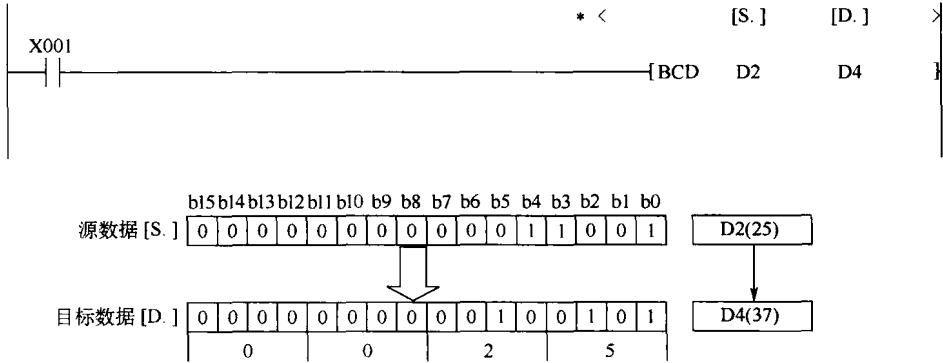 * < [S. ] [D. ] >
X001
[ BCD D2 D4 ]
b15 b14 b13 b12 b11 b10 b9 b8 b7 b6 b5 b4 b3 b2 b1 b0
源数据 [S. ] 0 0 0 0 0 0 0 0 0 0 0 1 1 0 0 1 D2(25)
目标数据 [D. ] 0 0 0 0 0 0 0 0 0 0 1 0 0 1 0 1 D4(37)
0 0 2 5